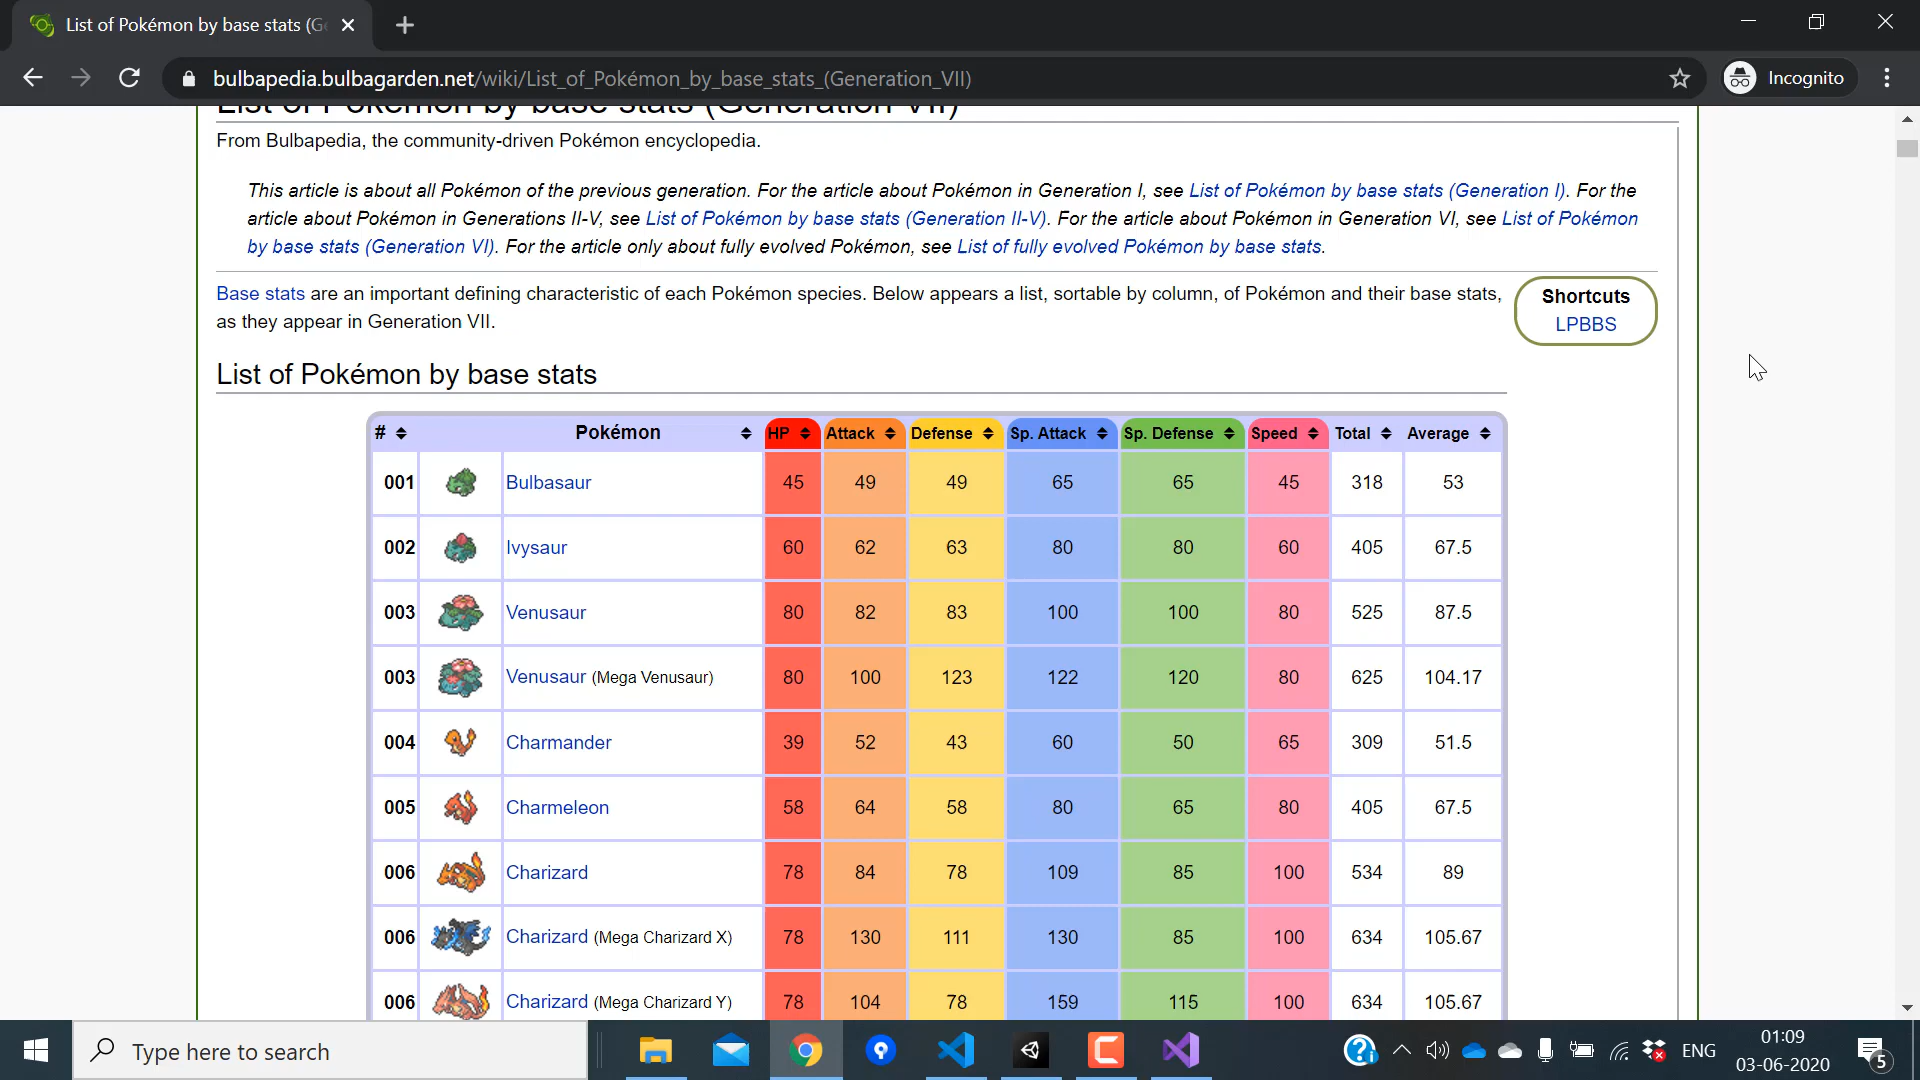 List of Pokémon by base stats (Ge
bulbapedia.bulbagarden.net/wiki/List_of_Pokémon_by_base_stats_(Generation_VII)
Incognito
List of Pokémon by base stats (Generation VII)
From Bulbapedia, the community-driven Pokémon encyclopedia.
This article is about all Pokémon of the previous generation. For the article about Pokémon in Generation I, see List of Pokémon by base stats (Generation I). For the
article about Pokémon in Generations II-V, see List of Pokémon by base stats (Generation II-V). For the article about Pokémon in Generation VI, see List of Pokémon
by base stats (Generation VI). For the article only about fully evolved Pokémon, see List of fully evolved Pokémon by base stats.
Base stats are an important defining characteristic of each Pokémon species. Below appears a list, sortable by column, of Pokémon and their base stats,
as they appear in Generation VII.
Shortcuts
LPBBS
List of Pokémon by base stats
# Pokémon HP Attack Defense Sp. Attack Sp. Defense Speed Total Average
001 Bulbasaur 45 49 49 65 65 45 318 53
002 Ivysaur 60 62 63 80 80 60 405 67.5
003 Venusaur 80 82 83 100 100 80 525 87.5
003 Venusaur (Mega Venusaur) 80 100 123 122 120 80 625 104.17
004 Charmander 39 52 43 60 50 65 309 51.5
005 Charmeleon 58 64 58 80 65 80 405 67.5
006 Charizard 78 84 78 109 85 100 534 89
006 Charizard (Mega Charizard X) 78 130 111 130 85 100 634 105.67
006 Charizard (Mega Charizard Y) 78 104 78 159 115 100 634 105.67
Type here to search
ENG
01:09
03-06-2020
5